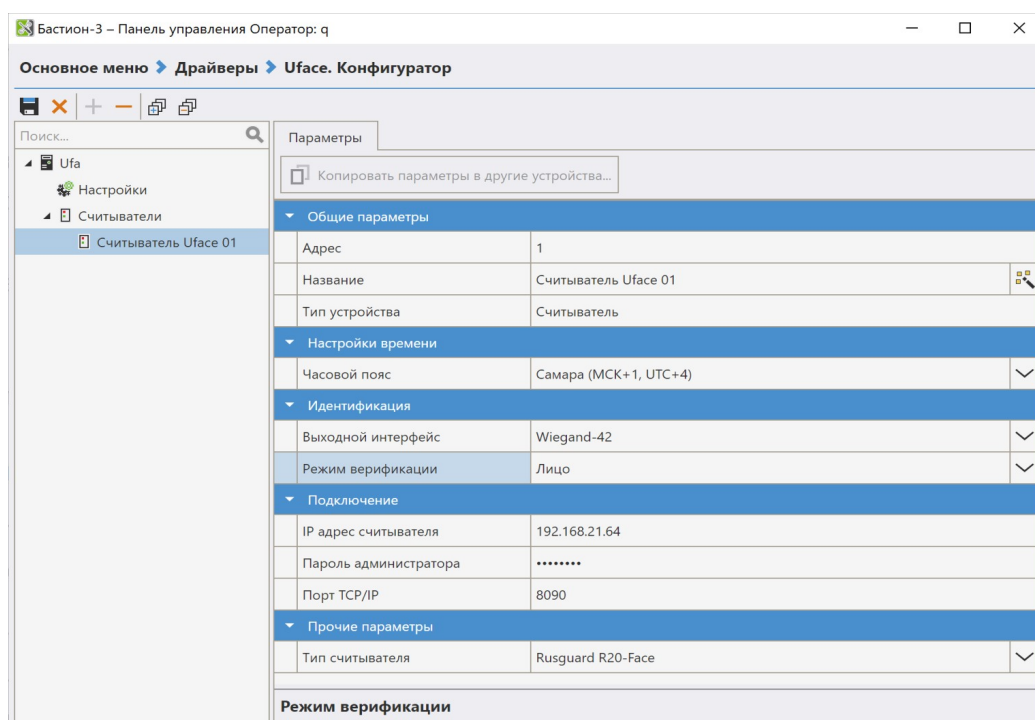 Бастион-3 – Панель управления Оператор: q
Основное меню Драйверы Uface. Конфигуратор
Поиск...
Ufa
Настройки
Считыватели
Считыватель Uface 01
Параметры
Копировать параметры в другие устройства...
Общие параметры
Адрес 1
Название Считыватель Uface 01
Тип устройства Считыватель
Настройки времени
Часовой пояс Самара (МСК+1, UTC+4)
Идентификация
Выходной интерфейс Wiegand-42
Режим верификации Лицо
Подключение
IP адрес считывателя 192.168.21.64
Пароль администратора ••••••••
Порт TCP/IP 8090
Прочие параметры
Тип считывателя Rusguard R20-Face
Режим верификации